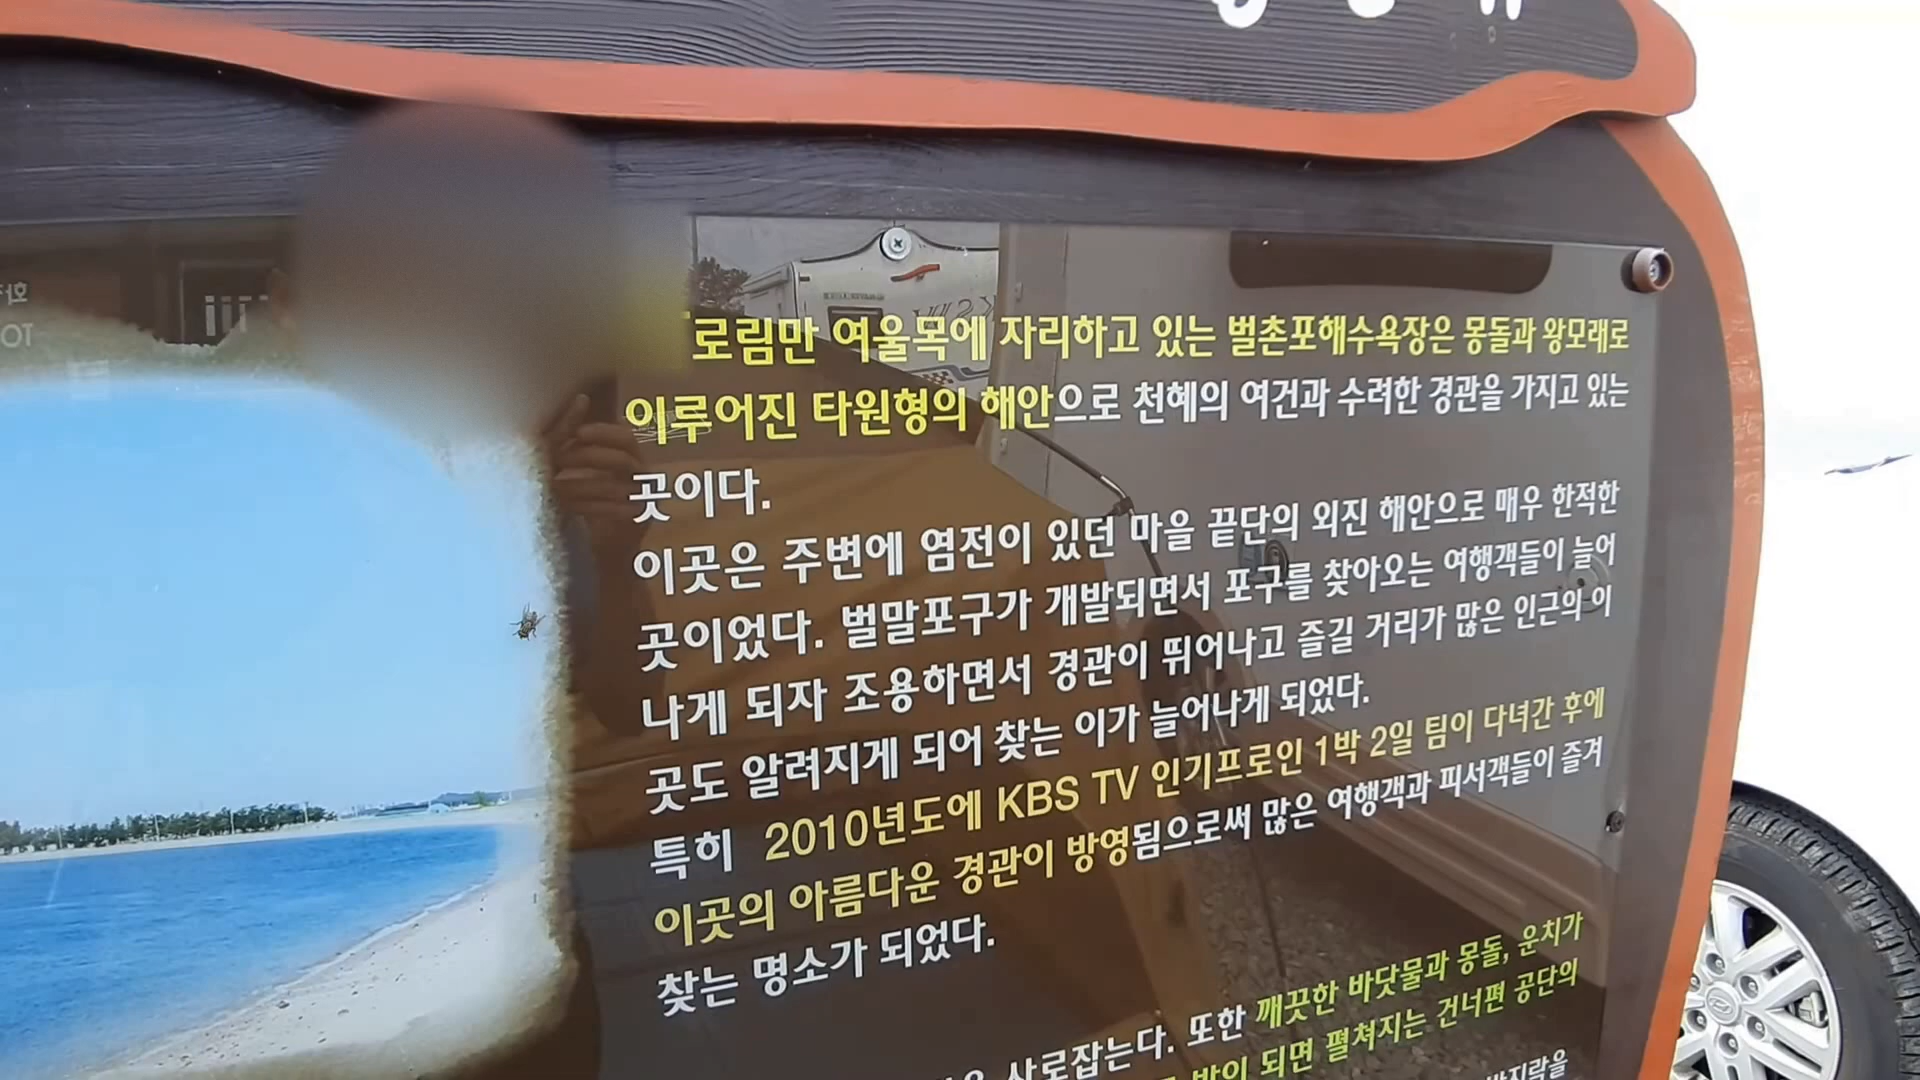 로림만 여울목에 자리하고 있는 벌촌포해수욕장은 몽돌과 왕모래로
이루어진 타원형의 해안으로 천혜의 여건과 수려한 경관을 가지고 있는
곳이다.
이곳은 주변에 염전이 있던 마을 끝단의 외진 해안으로 매우 한적한
곳이었다. 벌말포구가 개발되면서 포구를 찾아오는 여행객들이 늘어
나게 되자 조용하면서 경관이 뛰어나고 즐길 거리가 많은 인근의 이
곳도 알려지게 되어 찾는 이가 늘어나게 되었다.
특히 2010년도에 KBS TV 인기프로인 1박 2일 팀이 다녀간 후에
이곳의 아름다운 경관이 방영됨으로써 많은 여행객과 피서객들이 즐겨
찾는 명소가 되었다.
사로잡는다. 또한 깨끗한 바닷물과 몽돌, 운치가
밤이 되면 펼쳐지는 건너편 공단의